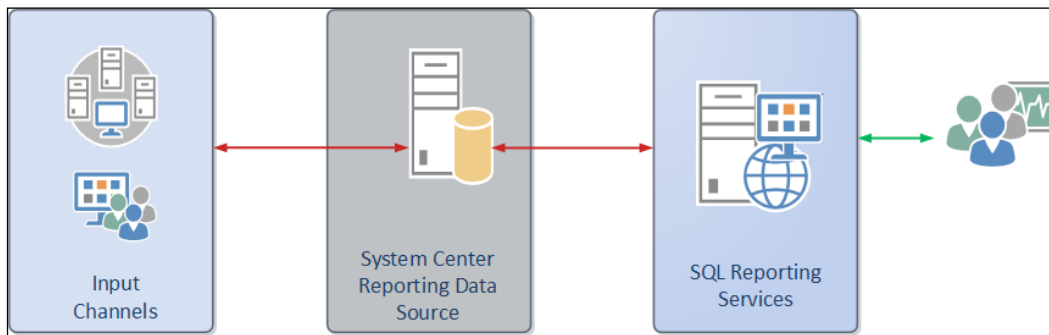 Input
Channels
System Center
Reporting Data
Source
SQL Reporting
Services